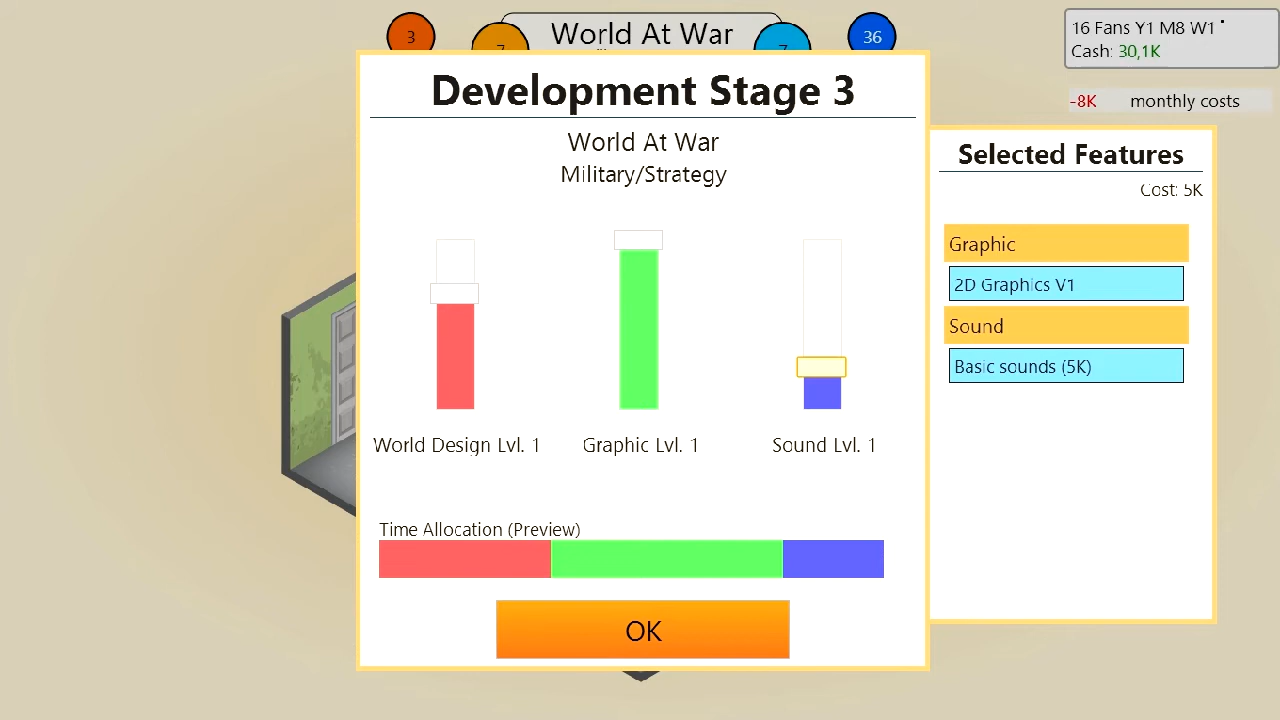 3
7
World At War
7
36
16 Fans Y1 M8 W1
Cash: 30,1K
-8K monthly costs
Development Stage 3
World At War
Military/Strategy
World Design Lvl. 1
Graphic Lvl. 1
Sound Lvl. 1
Time Allocation (Preview)
OK
Selected Features
Cost: 5K
Graphic
2D Graphics V1
Sound
Basic sounds (5K)